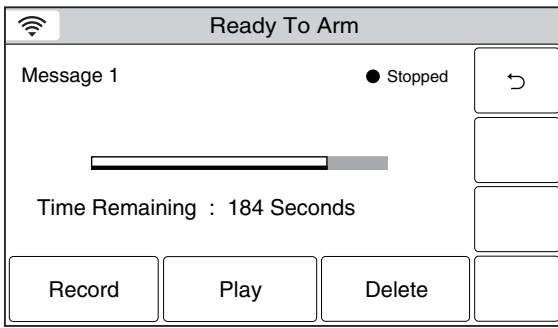 Ready To Arm
Message 1
Stopped
Time Remaining : 184 Seconds
Record
Play
Delete